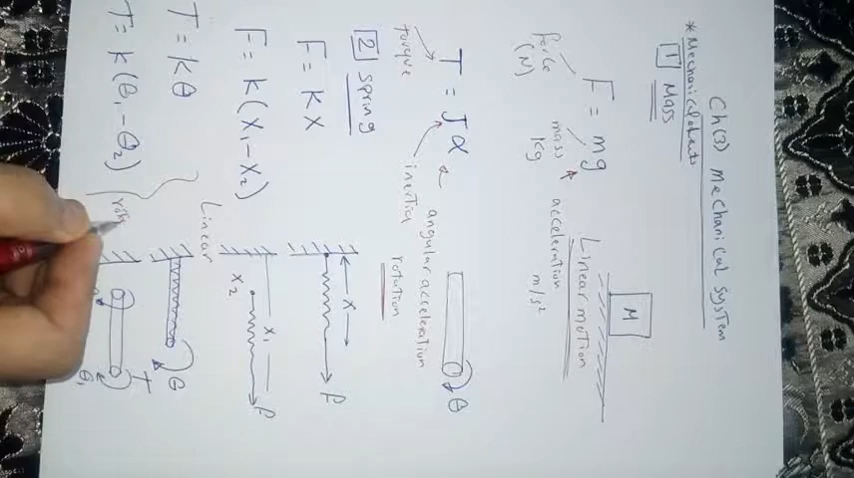 Ch(3) Mechanical system
* Mechanical elements
1 Mass
M
F = mg
force
(N)
mass
kg
acceleration
m/s²
Linear motion
T = Jα
torque
inertia
angular acceleration
rotation
θ
2 spring
F = KX
X
F
F = K(X₁-X₂)
X₂
X₁
F
Linear
T = Kθ
θ
T = K(θ₁-θ₂)
T
θ₁